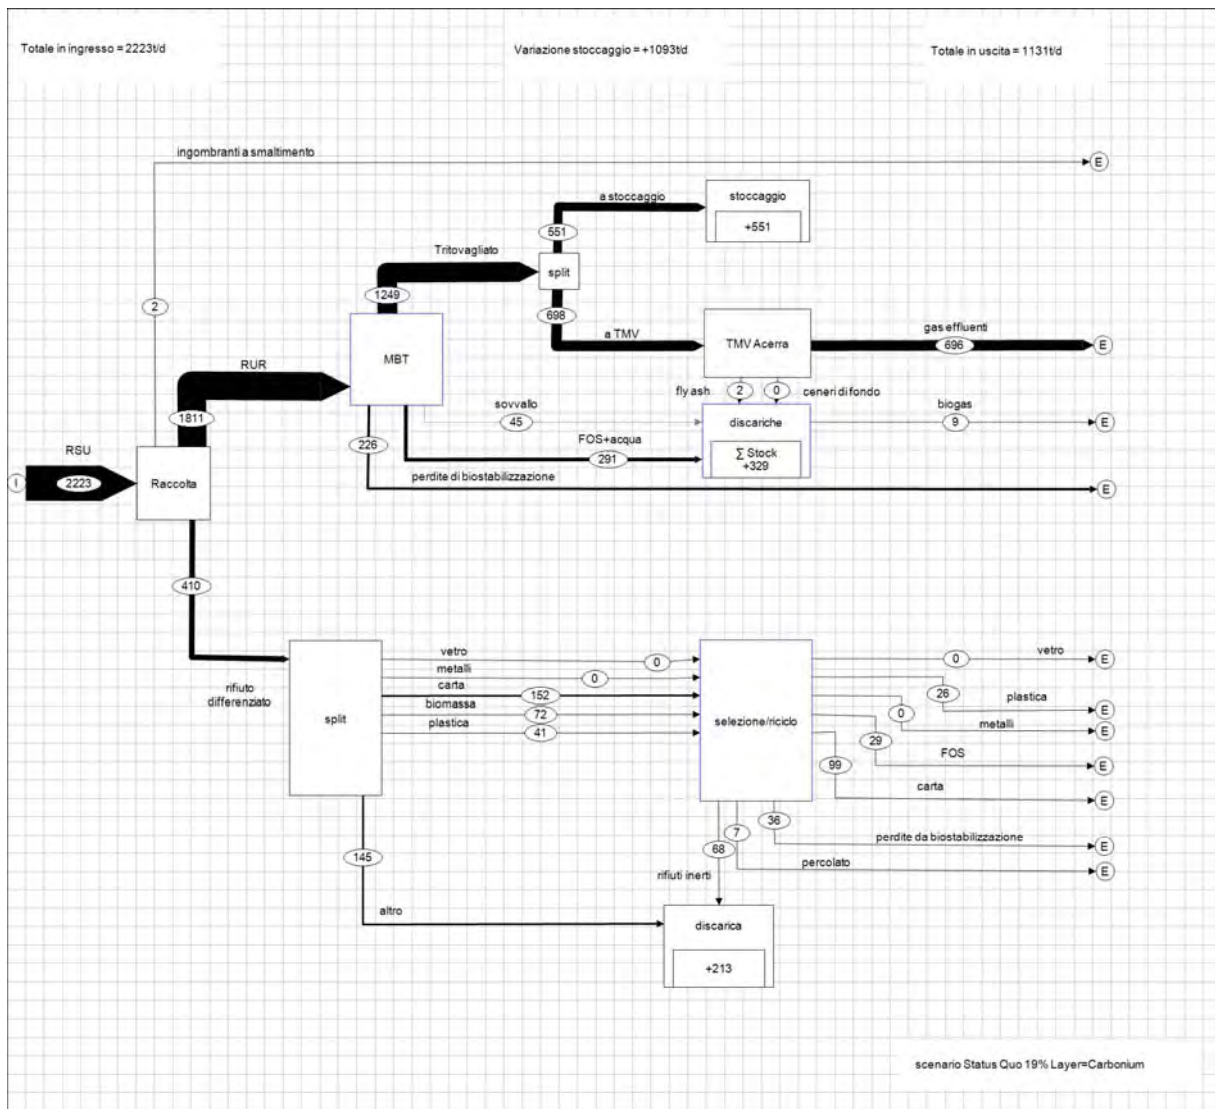 Totale in ingresso = 2223t/d
Variazione stoccaggio = +1093t/d
Totale in uscita = 1131t/d
ingombranti a smaltimento
E
a stoccaggio
stoccaggio
+551
551
Tritovagliato
split
1249
2
698
a TMV
TMV Acerra
gas effluenti
696
E
MBT
RUR
fly ash
2
0
ceneri di fondo
sovvallo
45
discariche
biogas
9
E
1811
226
FOS+acqua
291
∑ Stock
+329
RSU
perdite di biostabilizzazione
E
I
2223
Raccolta
410
vetro
0
0
vetro
E
metalli
0
26
plastica
E
rifiuto
differenziato
split
carta
152
selezione/riciclo
0
metalli
E
biomassa
72
29
FOS
E
plastica
41
99
carta
E
36
perdite da biostabilizzazione
E
7
percolato
E
145
68
rifiuti inerti
altro
discarica
+213
scenario Status Quo 19% Layer=Carbonium